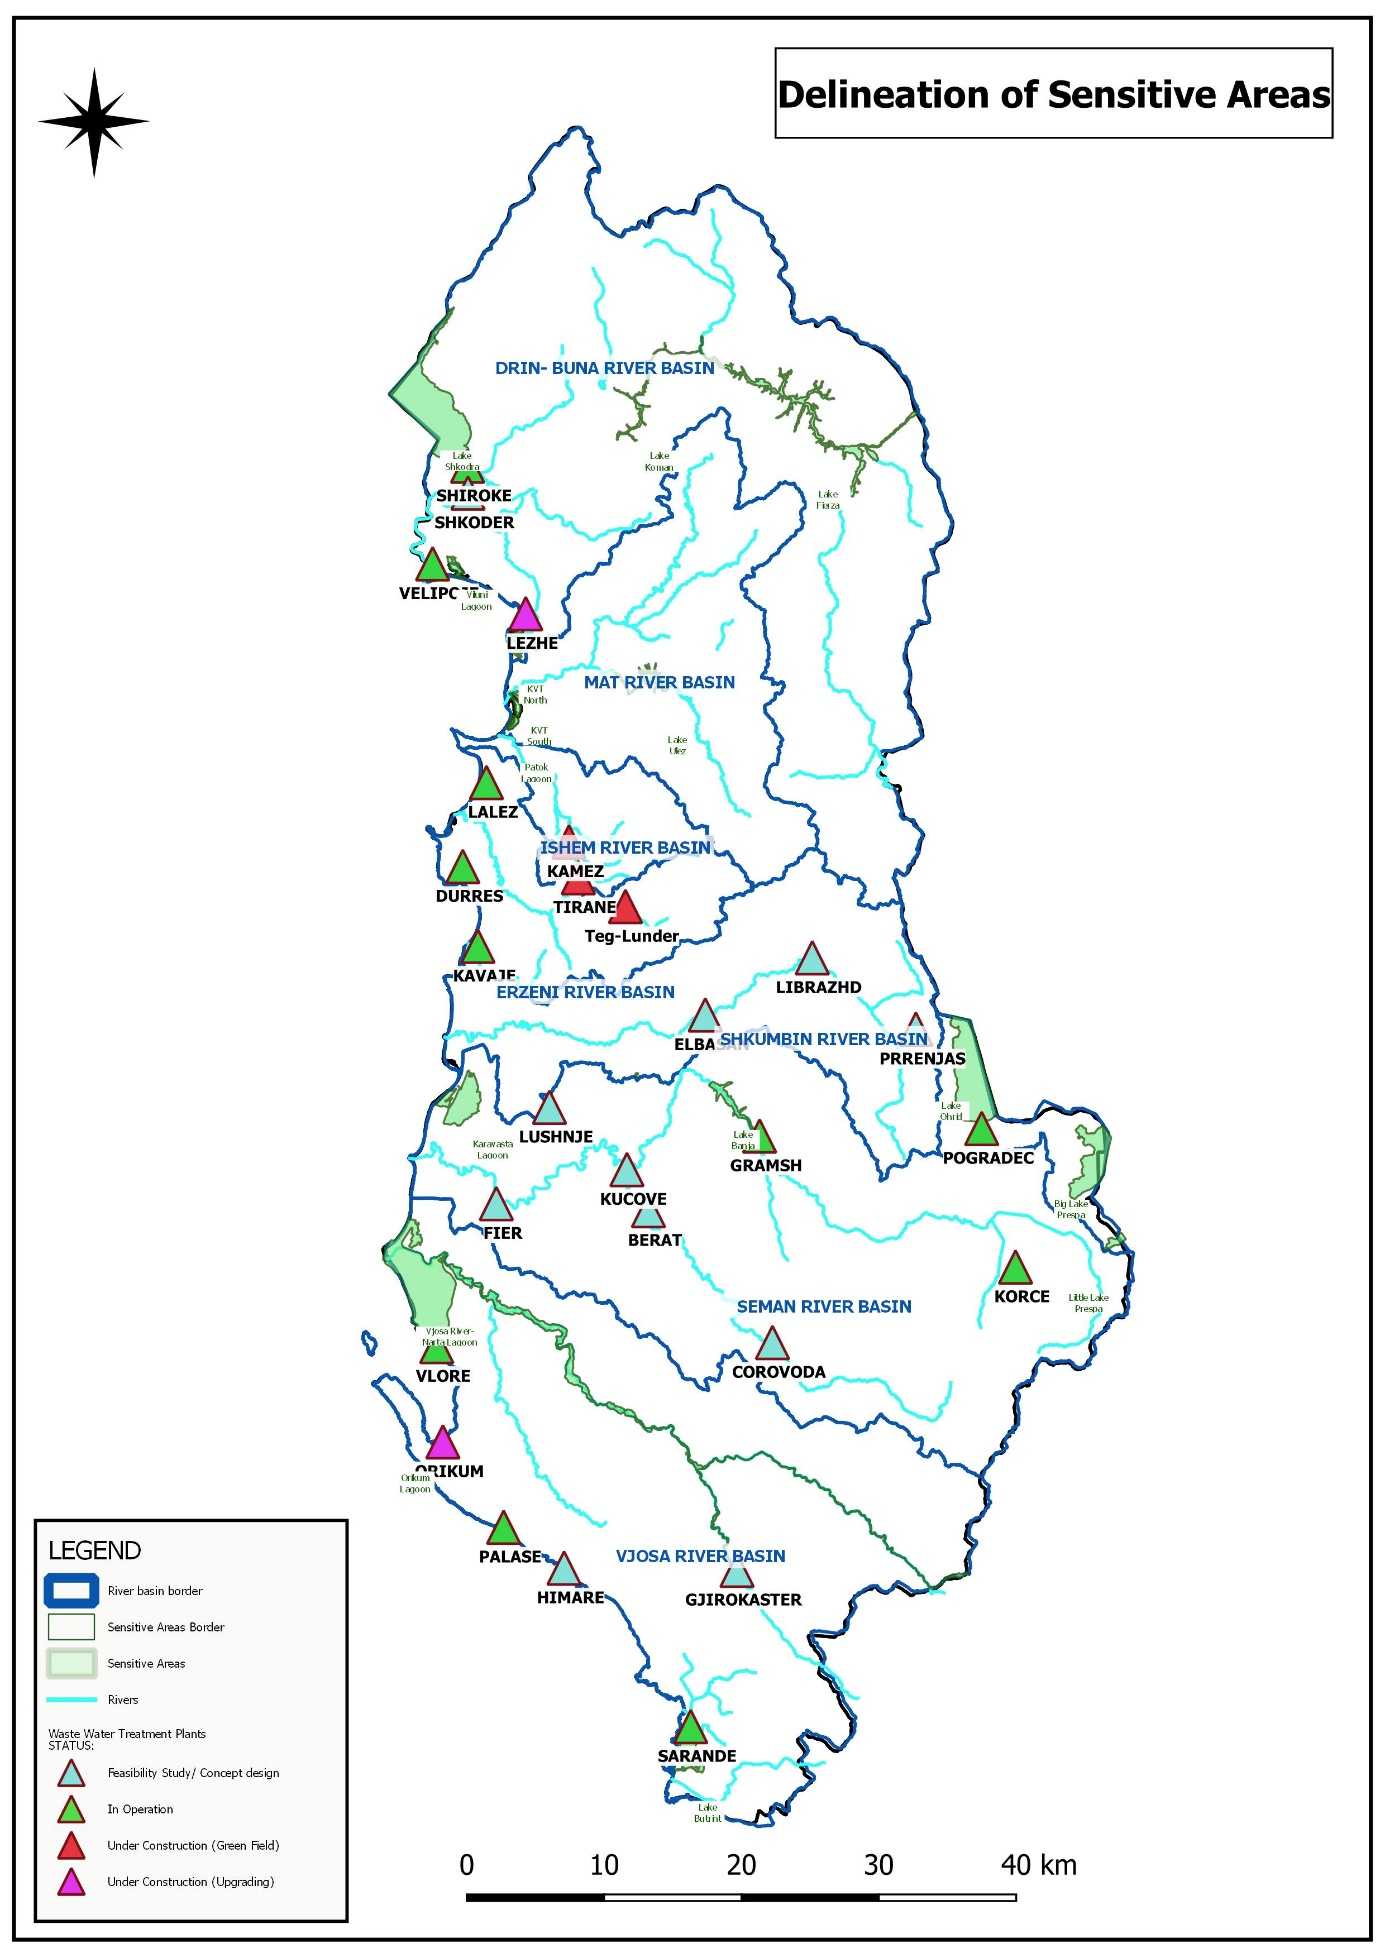 Delineation of Sensitive Areas
DRIN- BUNA RIVER BASIN
Lake
Shkodra
Lake
Koman
SHIROKE
Lake
Fierza
SHKODER
Viluni
Lagoon
LEZHE
MAT RIVER BASIN
KVT
North
KVT
South
Lake
Ulez
Patok
Lagoon
LALEZ
ISHEM RIVER BASIN
KAMEZ
DURRES
TIRANE
Teg-Lunder
KAVAJE
LIBRAZHD
ERZENI RIVER BASIN
ELBASAN
SHKUMBIN RIVER BASIN
PRRENJAS
Lake
Ohrid
LUSHNJE
Karavasta
Lagoon
Lake
Banja
GRAMSH
POGRADEC
KUCOVE
Big Lake
Prespa
FIER
BERAT
KORCE
Little Lake
Prespa
SEMAN RIVER BASIN
Vjosa River-
Narta Lagoon
VLORE
COROVODA
ORIKUM
Orikum
Lagoon
PALASE
VJOSA RIVER BASIN
HIMARE
GJIROKASTER
SARANDE
Lake
Butrint
LEGEND
River basin border
Sensitive Areas Border
Sensitive Areas
Rivers
Waste Water Treatment Plants
STATUS:
Feasibility Study/ Concept design
In Operation
Under Construction (Green Field)
Under Construction (Upgrading)
0 10 20 30 40 km